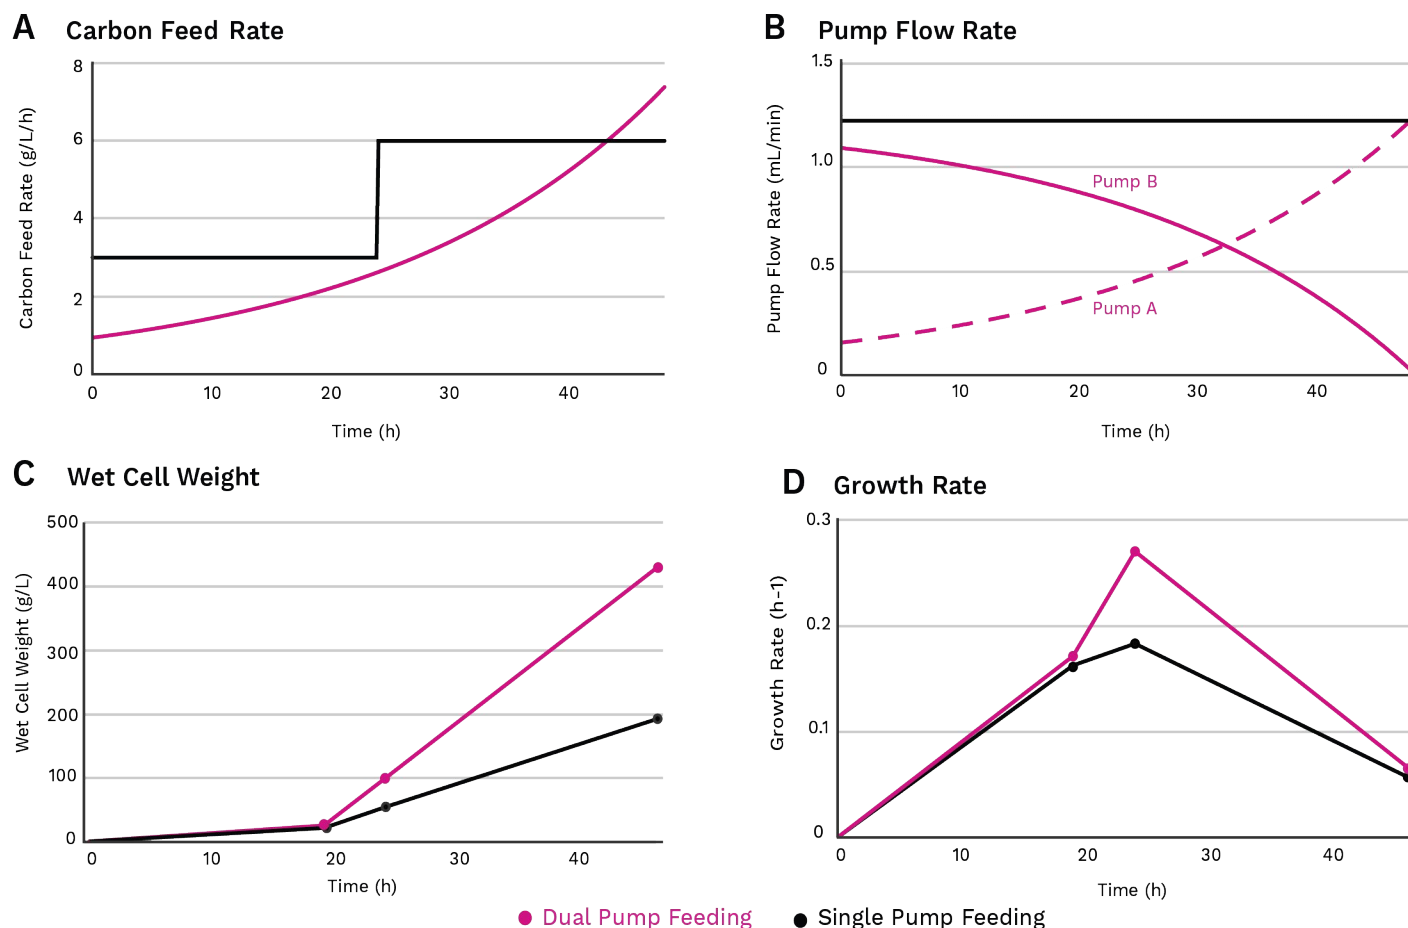 A Carbon Feed Rate
Carbon Feed Rate (g/L/h)
8
6
4
2
0
0 10 20 30 40
Time (h)
B Pump Flow Rate
Pump Flow Rate (mL/min)
1.5
1.0
0.5
0
Pump B
Pump A
0 10 20 30 40
Time (h)
C Wet Cell Weight
Wet Cell Weight (g/L)
500
400
300
200
100
0
0 10 20 30 40
Time (h)
D Growth Rate
Growth Rate (h-1)
0.3
0.2
0.1
0
0 10 20 30 40
Time (h)
Dual Pump Feeding Single Pump Feeding